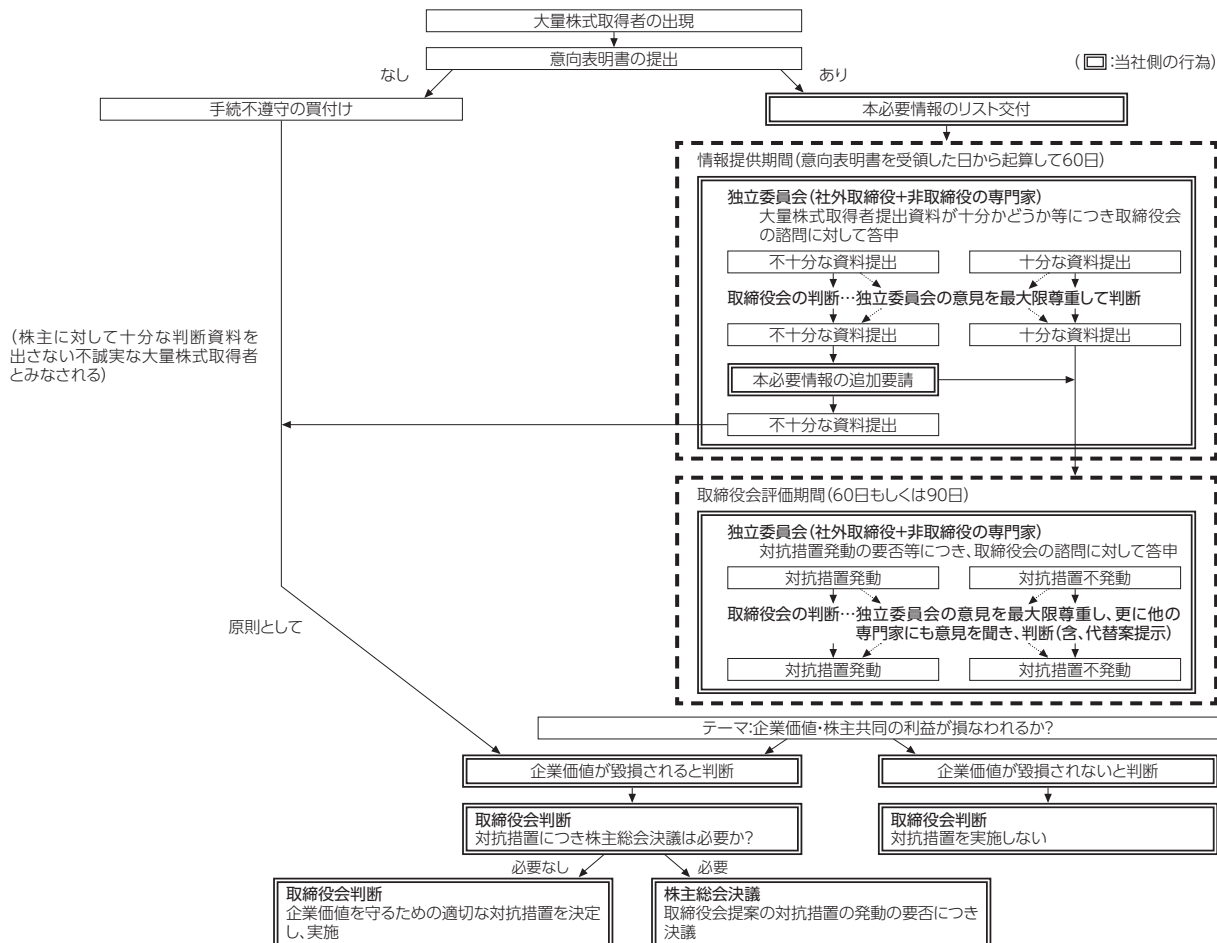 大量株式取得者の出現
意向表明書の提出
(回:当社側の行為)
なし
あり
手続不遵守の買付け
本必要情報のリスト交付
情報提供期間(意向表明書を受領した日から起算して60日)
独立委員会(社外取締役+非取締役の専門家)
大量株式取得者提出資料が十分かどうか等につき取締役会
の諮問に対して答申
不十分な資料提出
十分な資料提出
取締役会の判断…独立委員会の意見を最大限尊重して判断
不十分な資料提出
十分な資料提出
(株主に対して十分な判断資料を
出さない不誠実な大量株式取得者
とみなされる)
本必要情報の追加要請
不十分な資料提出
取締役会評価期間(60日もしくは90日)
独立委員会(社外取締役+非取締役の専門家)
対抗措置発動の要否等につき、取締役会の諮問に対して答申
対抗措置発動
対抗措置不発動
取締役会の判断…独立委員会の意見を最大限尊重し、更に他の
専門家にも意見を聞き、判断(含、代替案提示)
対抗措置発動
対抗措置不発動
原則として
テーマ:企業価値・株主共同の利益が損なわれるか?
企業価値が毀損されると判断
企業価値が毀損されないと判断
取締役会判断
対抗措置につき株主総会決議は必要か?
取締役会判断
対抗措置を実施しない
必要なし
必要
取締役会判断
企業価値を守るための適切な対抗措置を決定
し、実施
株主総会決議
取締役会提案の対抗措置の発動の要否につき
決議